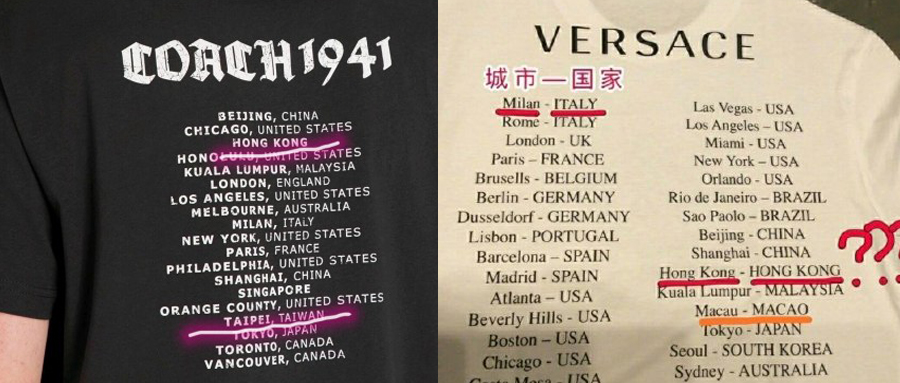 COACH1941
BEIJING, CHINA
CHICAGO, UNITED STATES
HONG KONG
HONOLULU, UNITED STATES
KUALA LUMPUR, MALAYSIA
LONDON, ENGLAND
LOS ANGELES, UNITED STATES
MELBOURNE, AUSTRALIA
MILAN, ITALY
NEW YORK, UNITED STATES
PARIS, FRANCE
PHILADELPHIA, UNITED STATES
SHANGHAI, CHINA
SINGAPORE
ORANGE COUNTY, UNITED STATES
TAIPEI, TAIWAN
TOKYO, JAPAN
TORONTO, CANADA
VANCOUVER, CANADA
VERSACE
城市—国家
Milan - ITALY
Rome - ITALY
London - UK
Paris – FRANCE
Brusells - BELGIUM
Berlin - GERMANY
Dusseldorf - GERMANY
Lisbon - PORTUGAL
Barcelona – SPAIN
Madrid - SPAIN
Atlanta – USA
Beverly Hills - USA
Boston – USA
Chicago - USA
Costa Mesa - USA
Las Vegas - USA
Los Angeles – USA
Miami - USA
New York – USA
Orlando - USA
Rio de Janeiro – BRAZIL
Sao Paolo – BRAZIL
Beijing - CHINA
Shanghai - CHINA
Hong Kong - HONG KONG
???
Kuala Lumpur - MALAYSIA
Macau - MACAO
Tokyo - JAPAN
Seoul - SOUTH KOREA
Sydney - AUSTRALIA